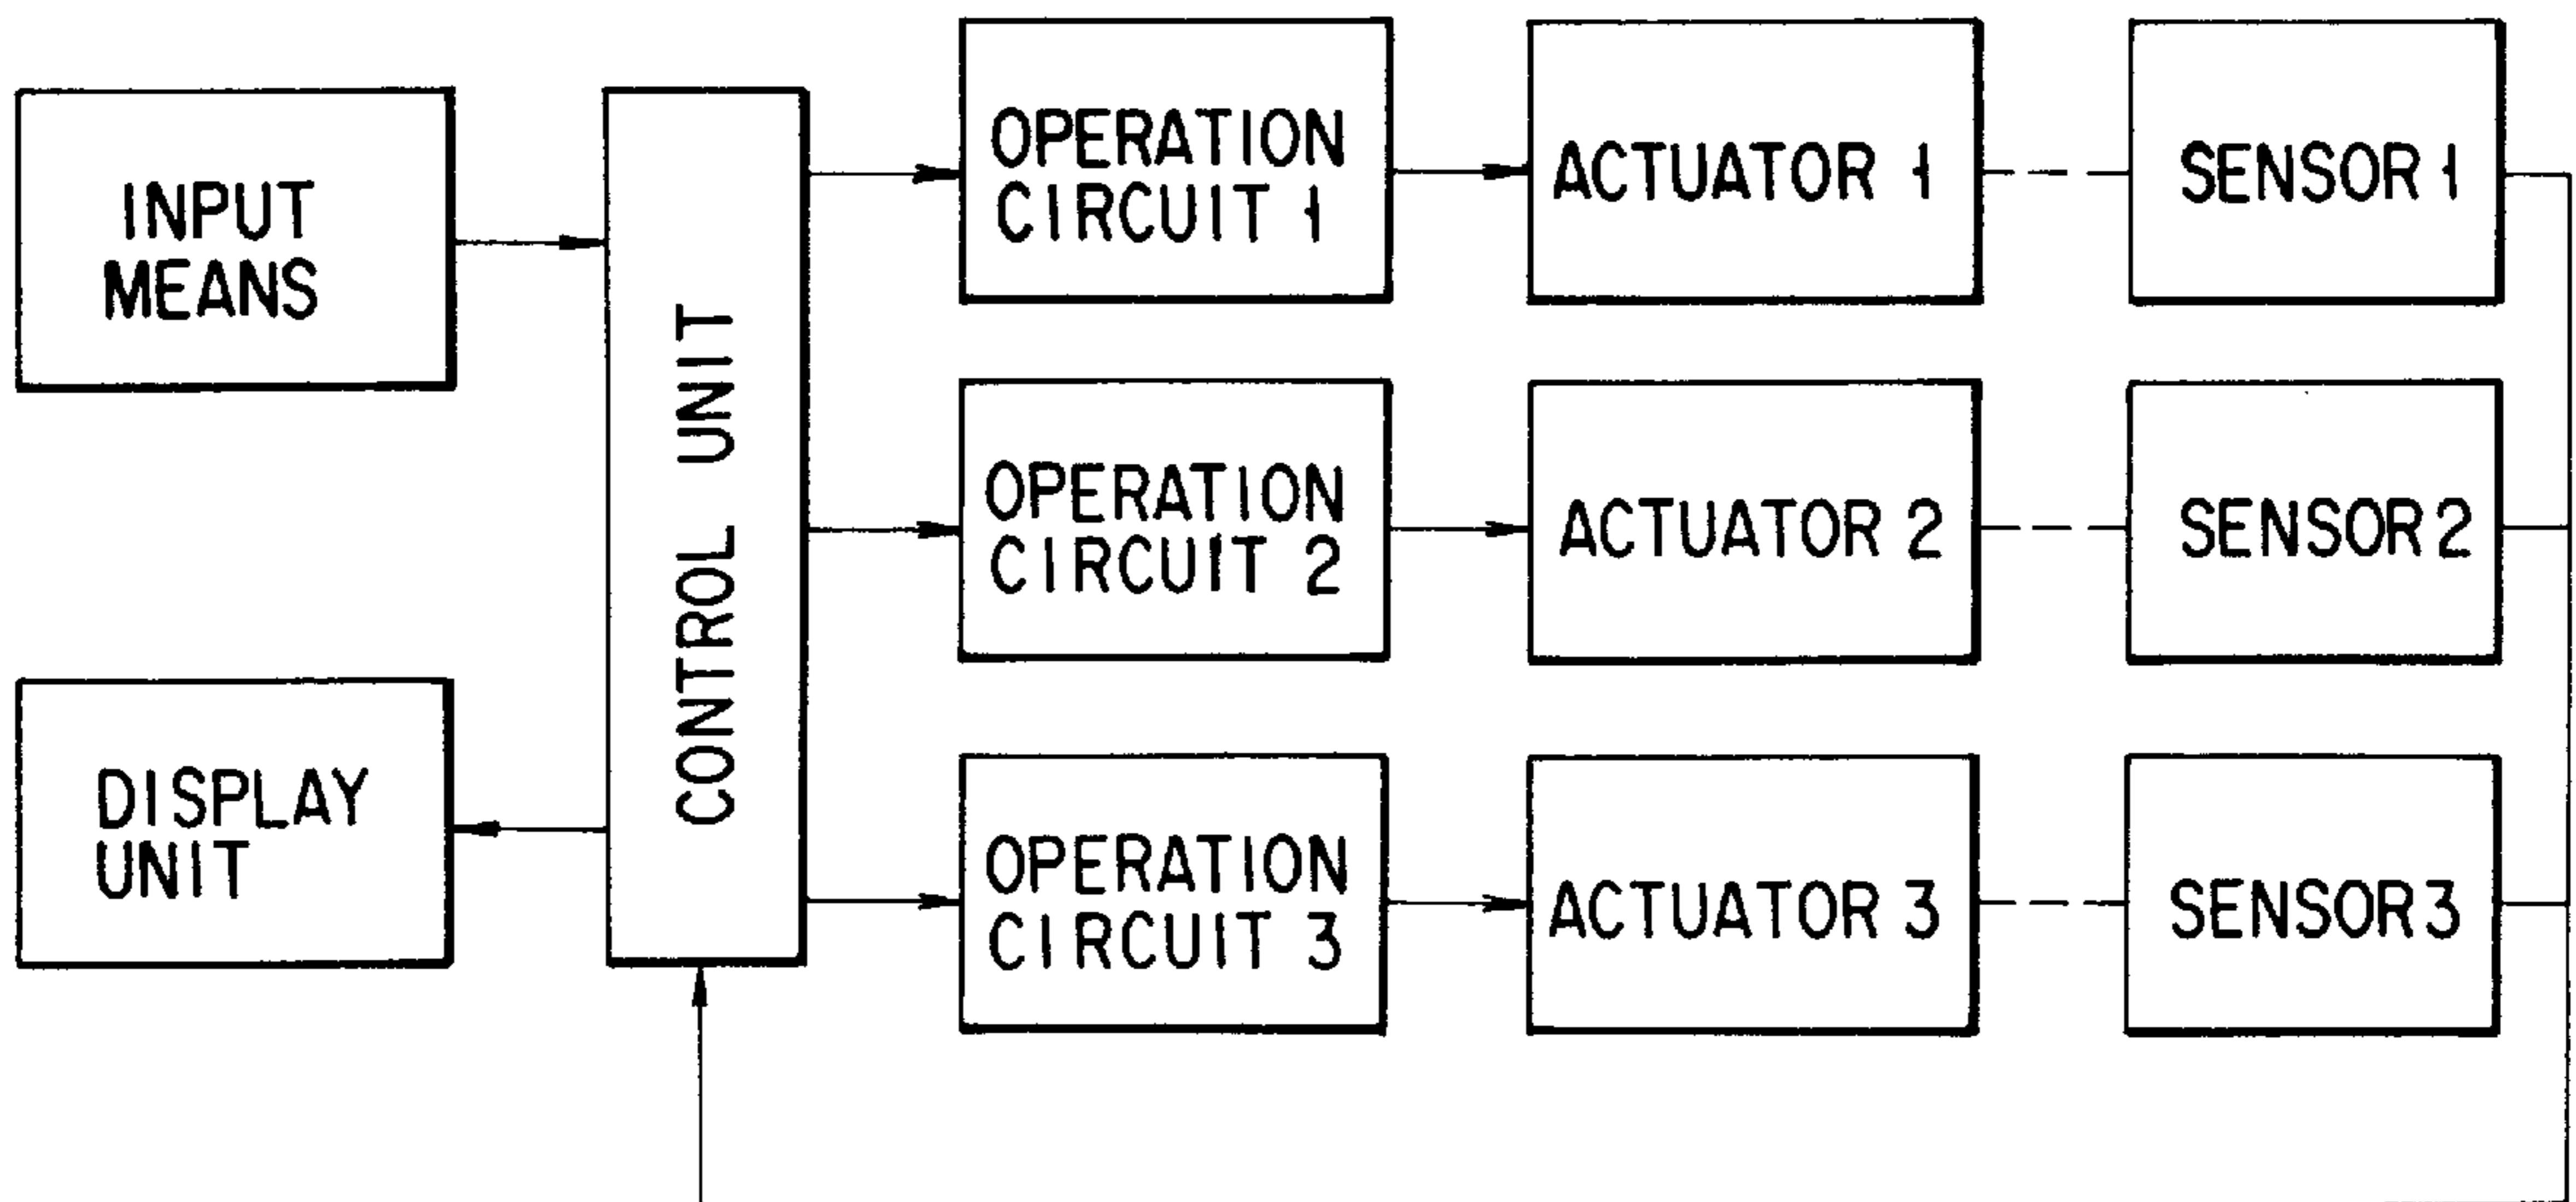 INPUT
MEANS
DISPLAY
UNIT
CONTROL UNIT
OPERATION
CIRCUIT 1
ACTUATOR 1
SENSOR 1
OPERATION
CIRCUIT 2
ACTUATOR 2
SENSOR 2
OPERATION
CIRCUIT 3
ACTUATOR 3
SENSOR 3